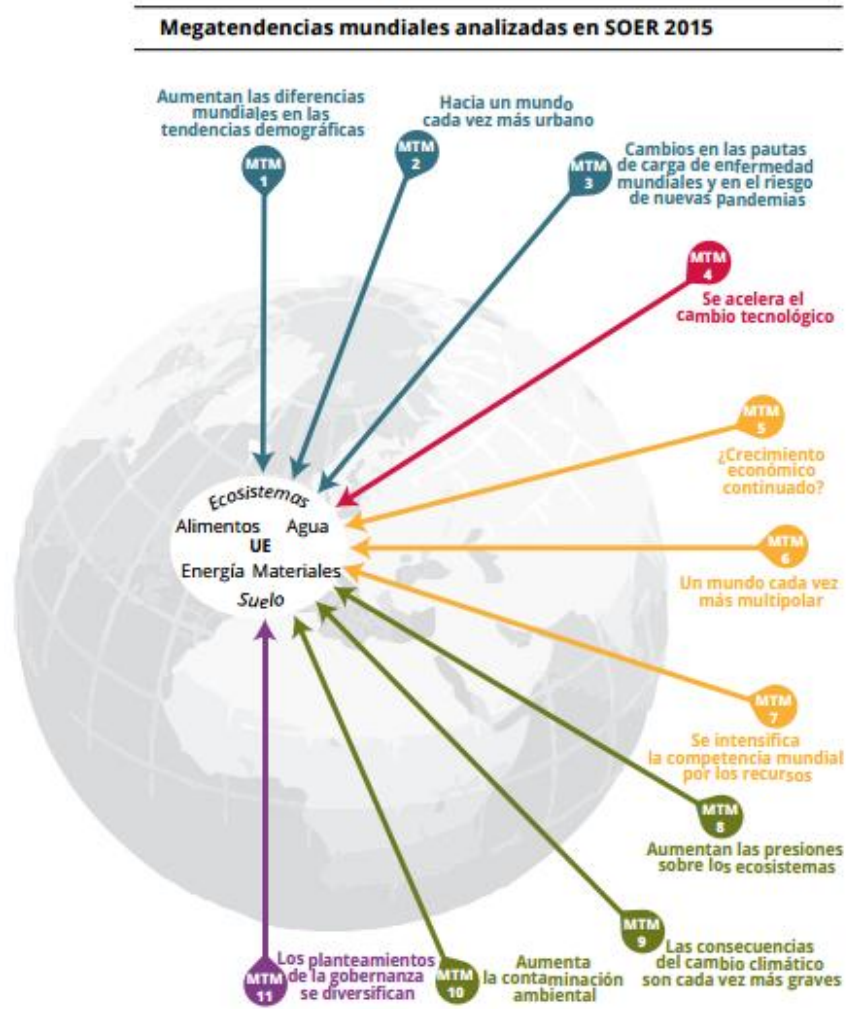 Megatendencias mundiales analizadas en SOER 2015
Aumentan las diferencias
mundiales en las
tendencias demográficas
MTM
1
Hacia un mundo
cada vez más urbano
MTM
2
Cambios en las pautas
de carga de enfermedad
mundiales y en el riesgo
de nuevas pandemias
MTM
3
MTM
4
Se acelera el
cambio tecnológico
MTM
5
¿Crecimiento
económico
continuado?
MTM
6
Un mundo cada vez
más multipolar
MTM
7
Se intensifica
la competencia mundial
por los recursos
MTM
8
Aumentan las presiones
sobre los ecosistemas
MTM
9
Las consecuencias
del cambio climático
son cada vez más graves
MTM
10
Aumenta
la contaminación
ambiental
MTM
11
Los planteamientos
de la gobernanza
se diversifican
Ecosistemas
Alimentos Agua
UE
Energía Materiales
Suelo